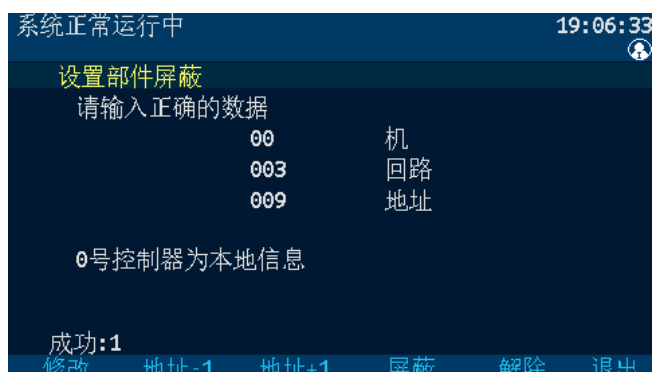 系统正常运行中 19:06:33
设置部件屏蔽
请输入正确的数据
00 机
003 回路
009 地址
0号控制器为本地信息
成功:1
修改 地址-1 地址+1 屏蔽 解除 退出